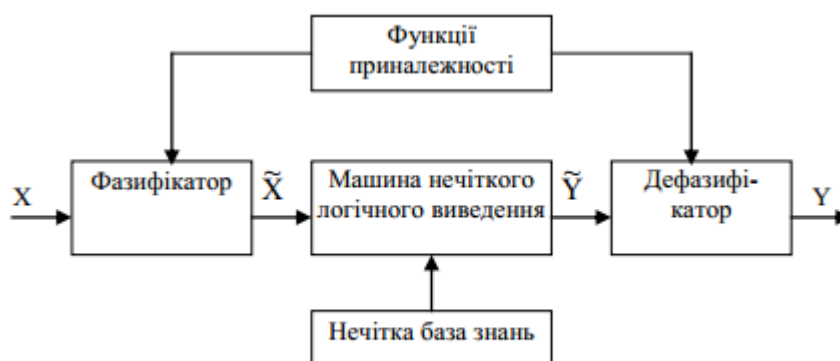 Функції
приналежності
X
Фазифікатор
X̃
Машина нечіткого
логічного виведення
Ỹ
Дефазифі-
катор
Y
Нечітка база знань